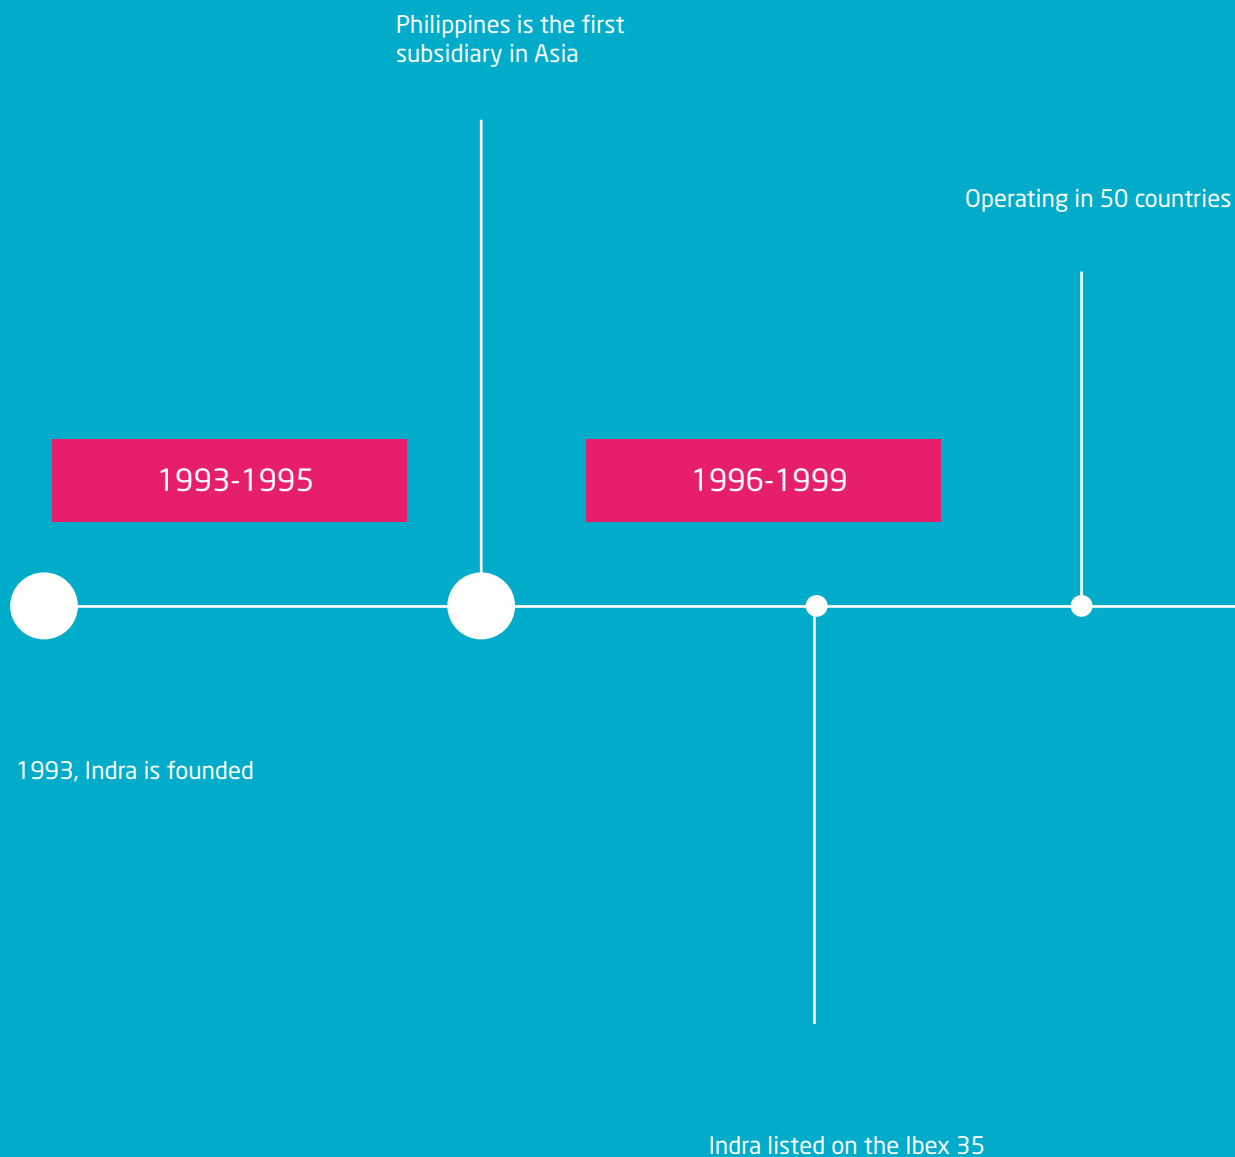 Philippines is the first
subsidiary in Asia
Operating in 50 countries
1993-1995
1996-1999
1993, Indra is founded
Indra listed on the Ibex 35